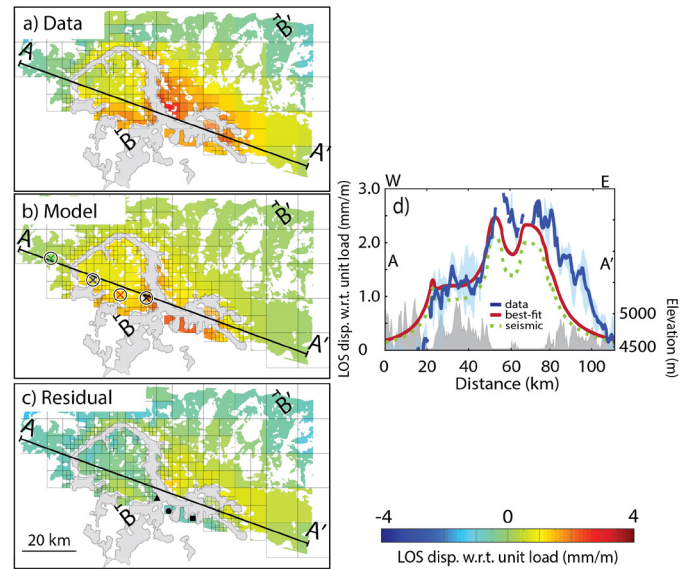 a) Data
A
B'
B
A'
b) Model
A
B'
B
A'
c) Residual
A
B'
B
A'
20 km
W
E
d)
A
A'
3.0
2.0
1.0
0
LOS disp. w.r.t. unit load (mm/m)
data
best-fit
seismic
5000
4500
Elevation (m)
0
20
40
60
80
100
Distance (km)
-4
0
4
LOS disp. w.r.t. unit load (mm/m)